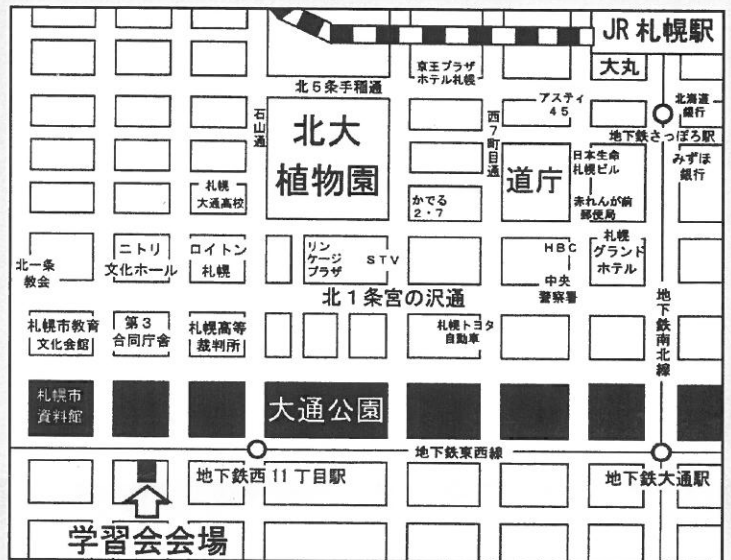 JR 札幌駅
京王プラザ
ホテル札幌
大丸
北5条手稲通
アスティ
45
北海道
銀行
石山通
北大
植物園
西7町目通
地下鉄さっぽろ駅
道庁
日本生命
札幌ビル
みずほ
銀行
札幌
大通高校
かでる
2・7
赤れんが前
郵便局
北一条
教会
ニトリ
文化ホール
ロイトン
札幌
リン
ケージ
プラザ
STV
HBC
札幌
グランド
ホテル
中央
警察署
北1条宮の沢通
地下鉄南北線
札幌市教育
文化会館
第3
合同庁舎
札幌高等
裁判所
札幌トヨタ
自動車
札幌市
資料館
大通公園
地下鉄東西線
地下鉄西11丁目駅
地下鉄大通駅
学習会会場